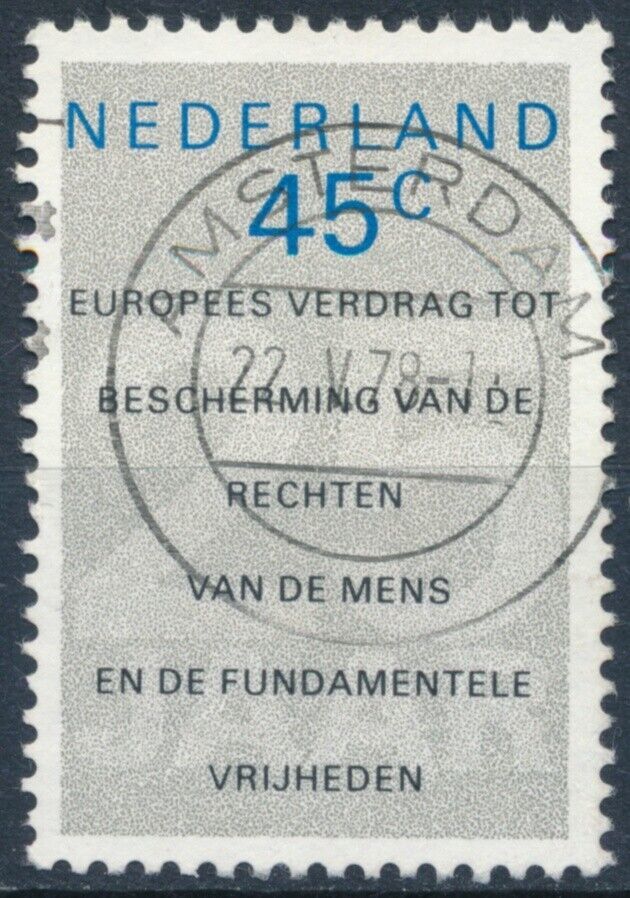 NEDERLAND
45C
AMSTERDAM
EUROPEES VERDRAG TOT
22. V.78-1
BESCHERMING VAN DE
RECHTEN
VAN DE MENS
EN DE FUNDAMENTELE
VRIJHEDEN